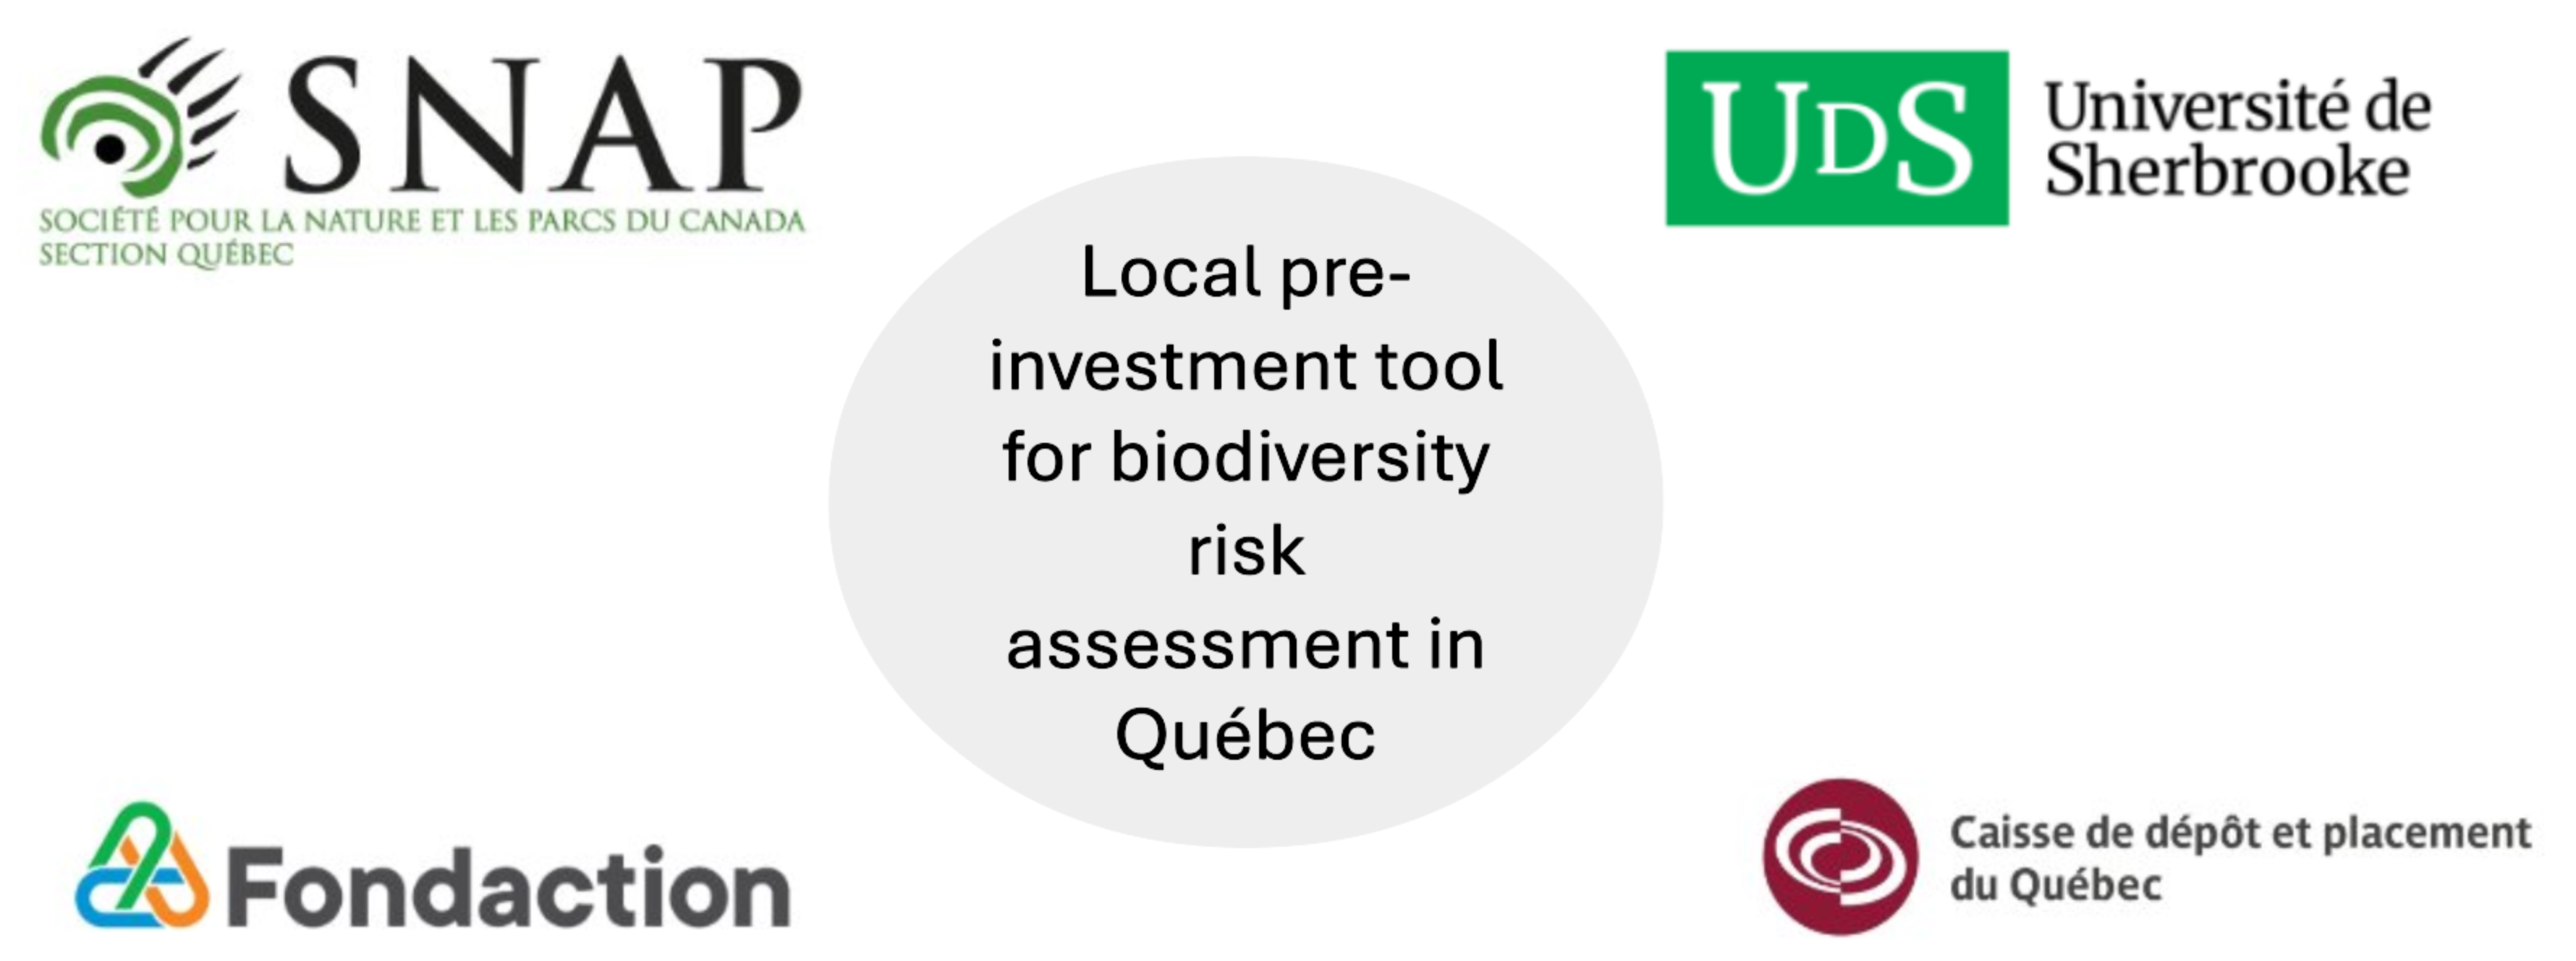 SNAP
SOCIÉTÉ POUR LA NATURE ET LES PARCS DU CANADA
SECTION QUÉBEC
UDS
Université de
Sherbrooke
Local pre-
investment tool
for biodiversity
risk
assessment in
Québec
Fondaction
Caisse de dépôt et placement
du Québec